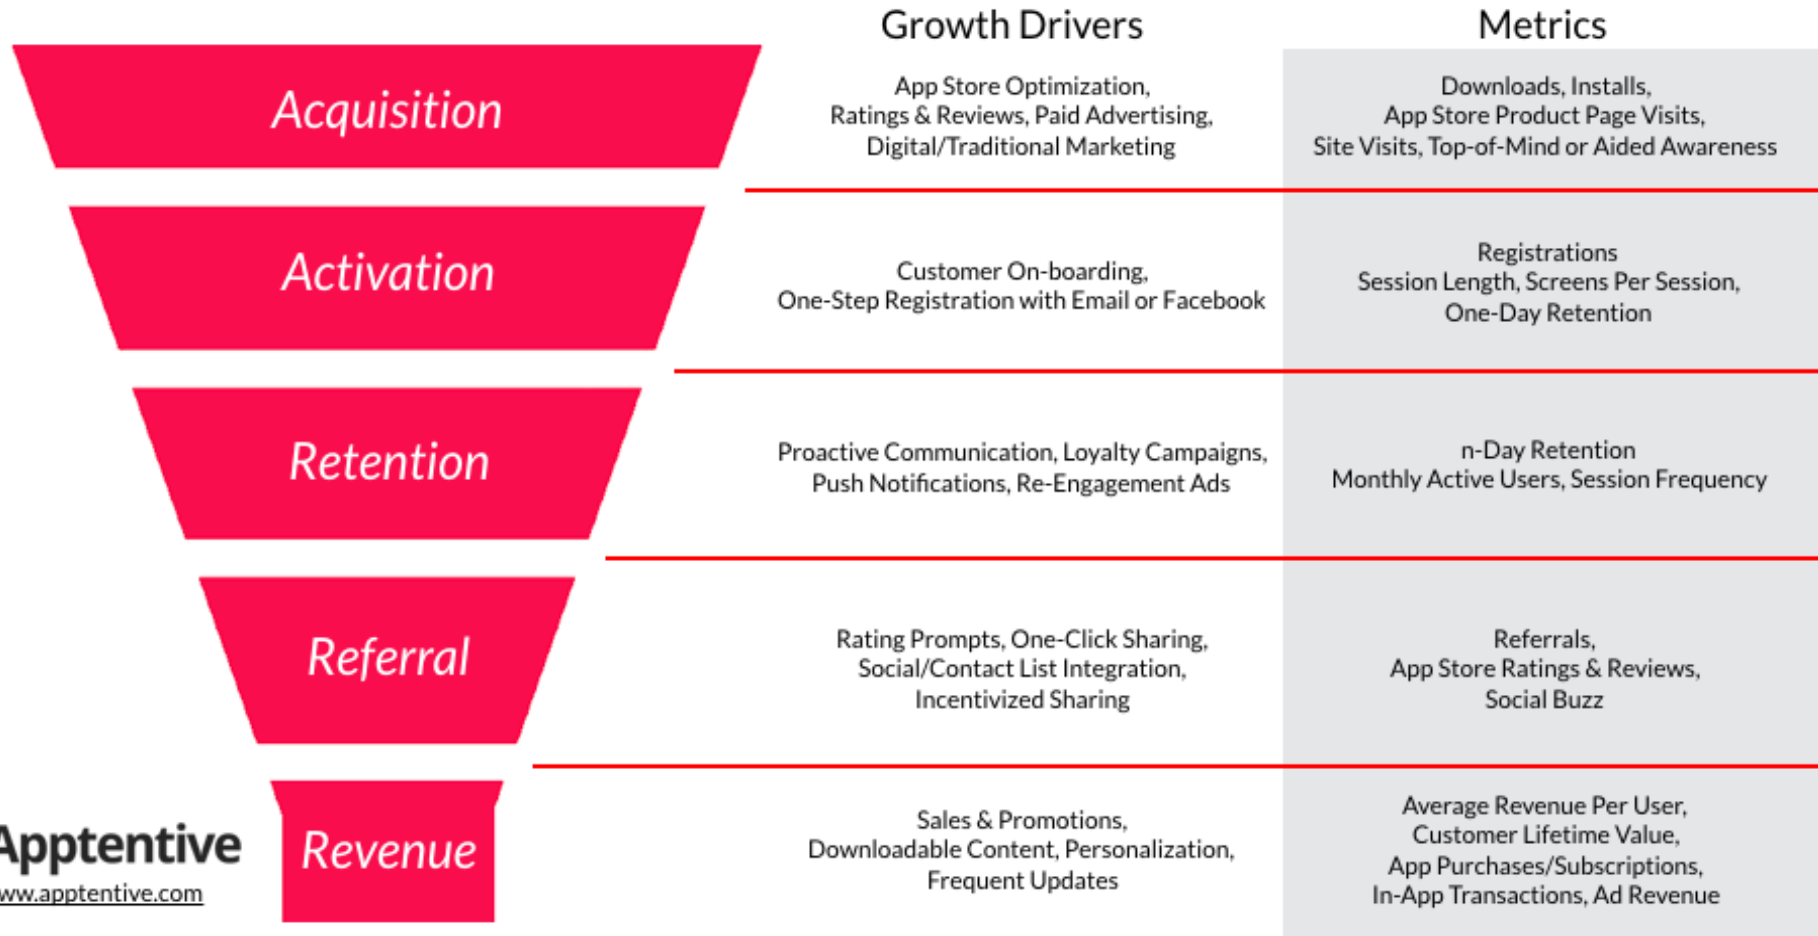 Growth Drivers
Metrics
Acquisition
App Store Optimization,
Ratings & Reviews, Paid Advertising,
Digital/Traditional Marketing
Downloads, Installs,
App Store Product Page Visits,
Site Visits, Top-of-Mind or Aided Awareness
Activation
Customer On-boarding,
One-Step Registration with Email or Facebook
Registrations
Session Length, Screens Per Session,
One-Day Retention
Retention
Proactive Communication, Loyalty Campaigns,
Push Notifications, Re-Engagement Ads
n-Day Retention
Monthly Active Users, Session Frequency
Referral
Rating Prompts, One-Click Sharing,
Social/Contact List Integration,
Incentivized Sharing
Referrals,
App Store Ratings & Reviews,
Social Buzz
Revenue
Sales & Promotions,
Downloadable Content, Personalization,
Frequent Updates
Average Revenue Per User,
Customer Lifetime Value,
App Purchases/Subscriptions,
In-App Transactions, Ad Revenue
Apptentive
ww.apptentive.com